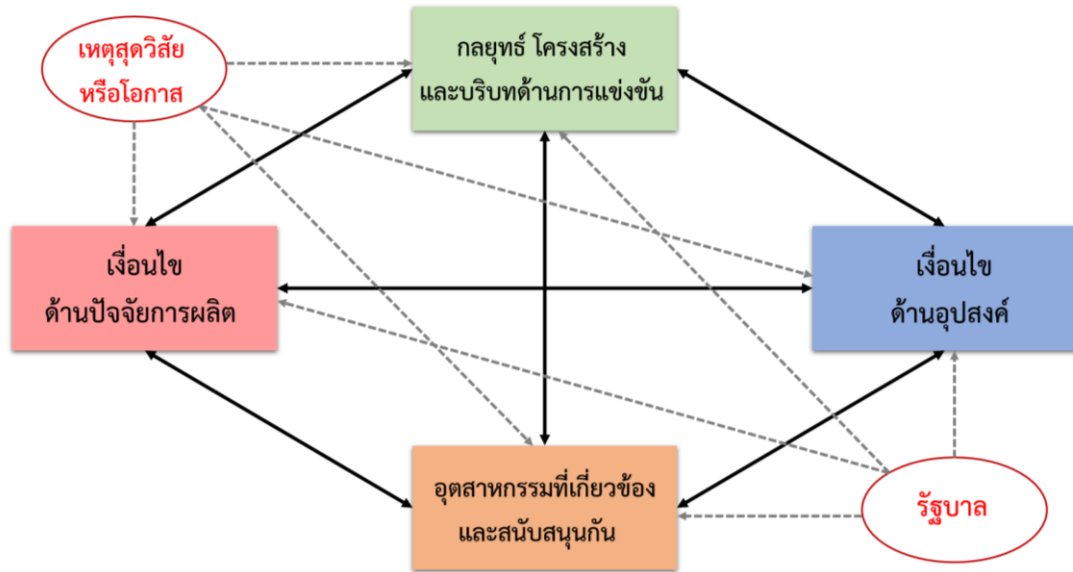 เหตุสุดวิสัย
หรือโอกาส
กลยุทธ์ โครงสร้าง
และบริบทด้านการแข่งขัน
เงื่อนไข
ด้านปัจจัยการผลิต
เงื่อนไข
ด้านอุปสงค์
อุตสาหกรรมที่เกี่ยวข้อง
และสนับสนุนกัน
รัฐบาล